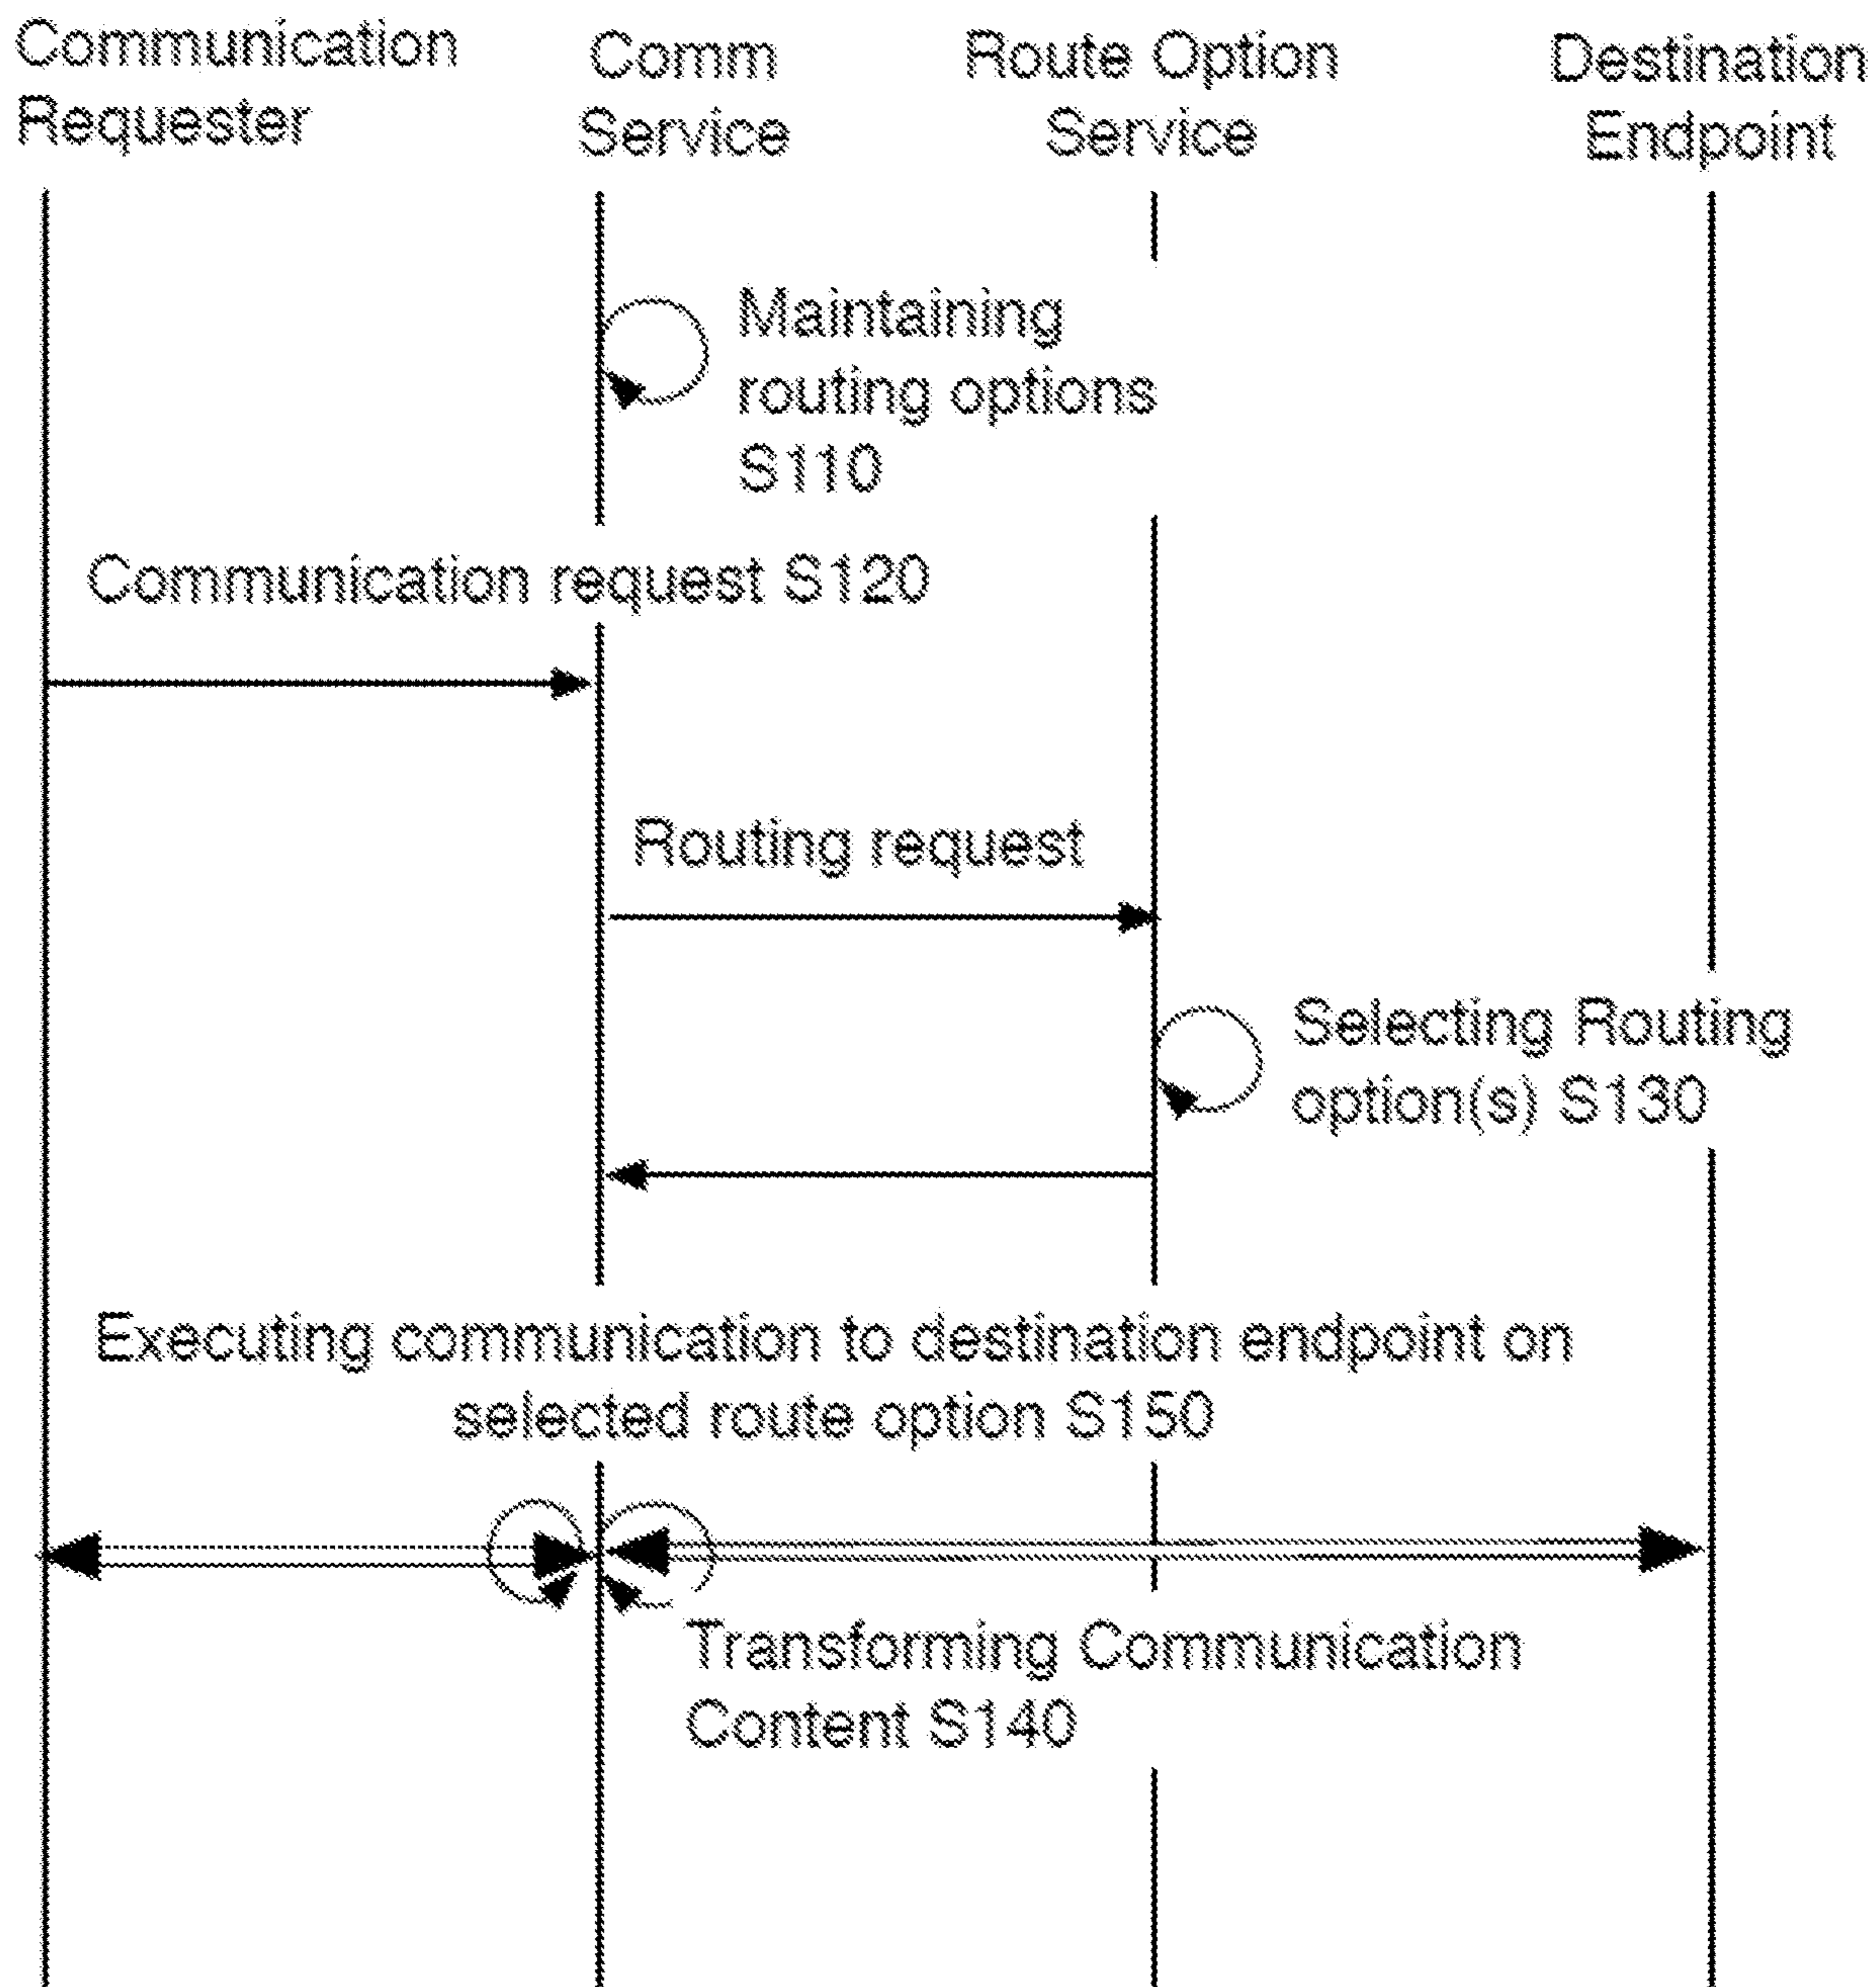 Communication
Requester
Comm
Service
Route Option
Service
Destination
Endpoint
Maintaining
routing options
S110
Communication request S120
Routing request
Selecting Routing
option(s) S130
Executing communication to destination endpoint on
selected route option S150
Transforming Communication
Content S140